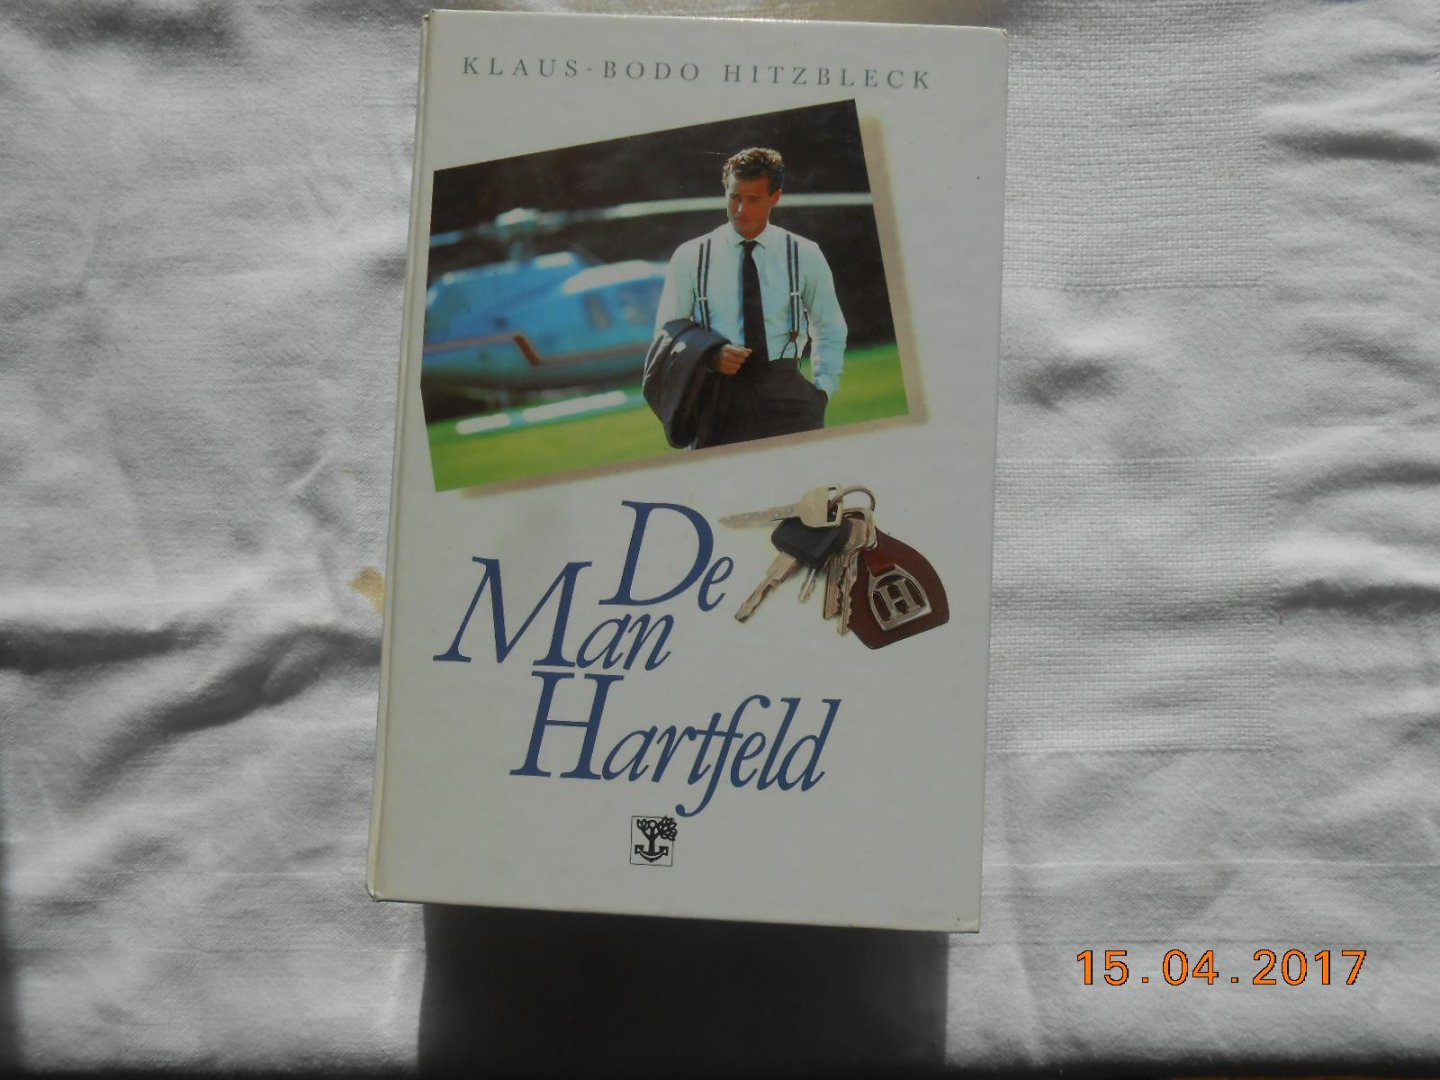 KLAUS-BODO HITZBLECK
De
Man
Hartfeld
H
15.04.2017